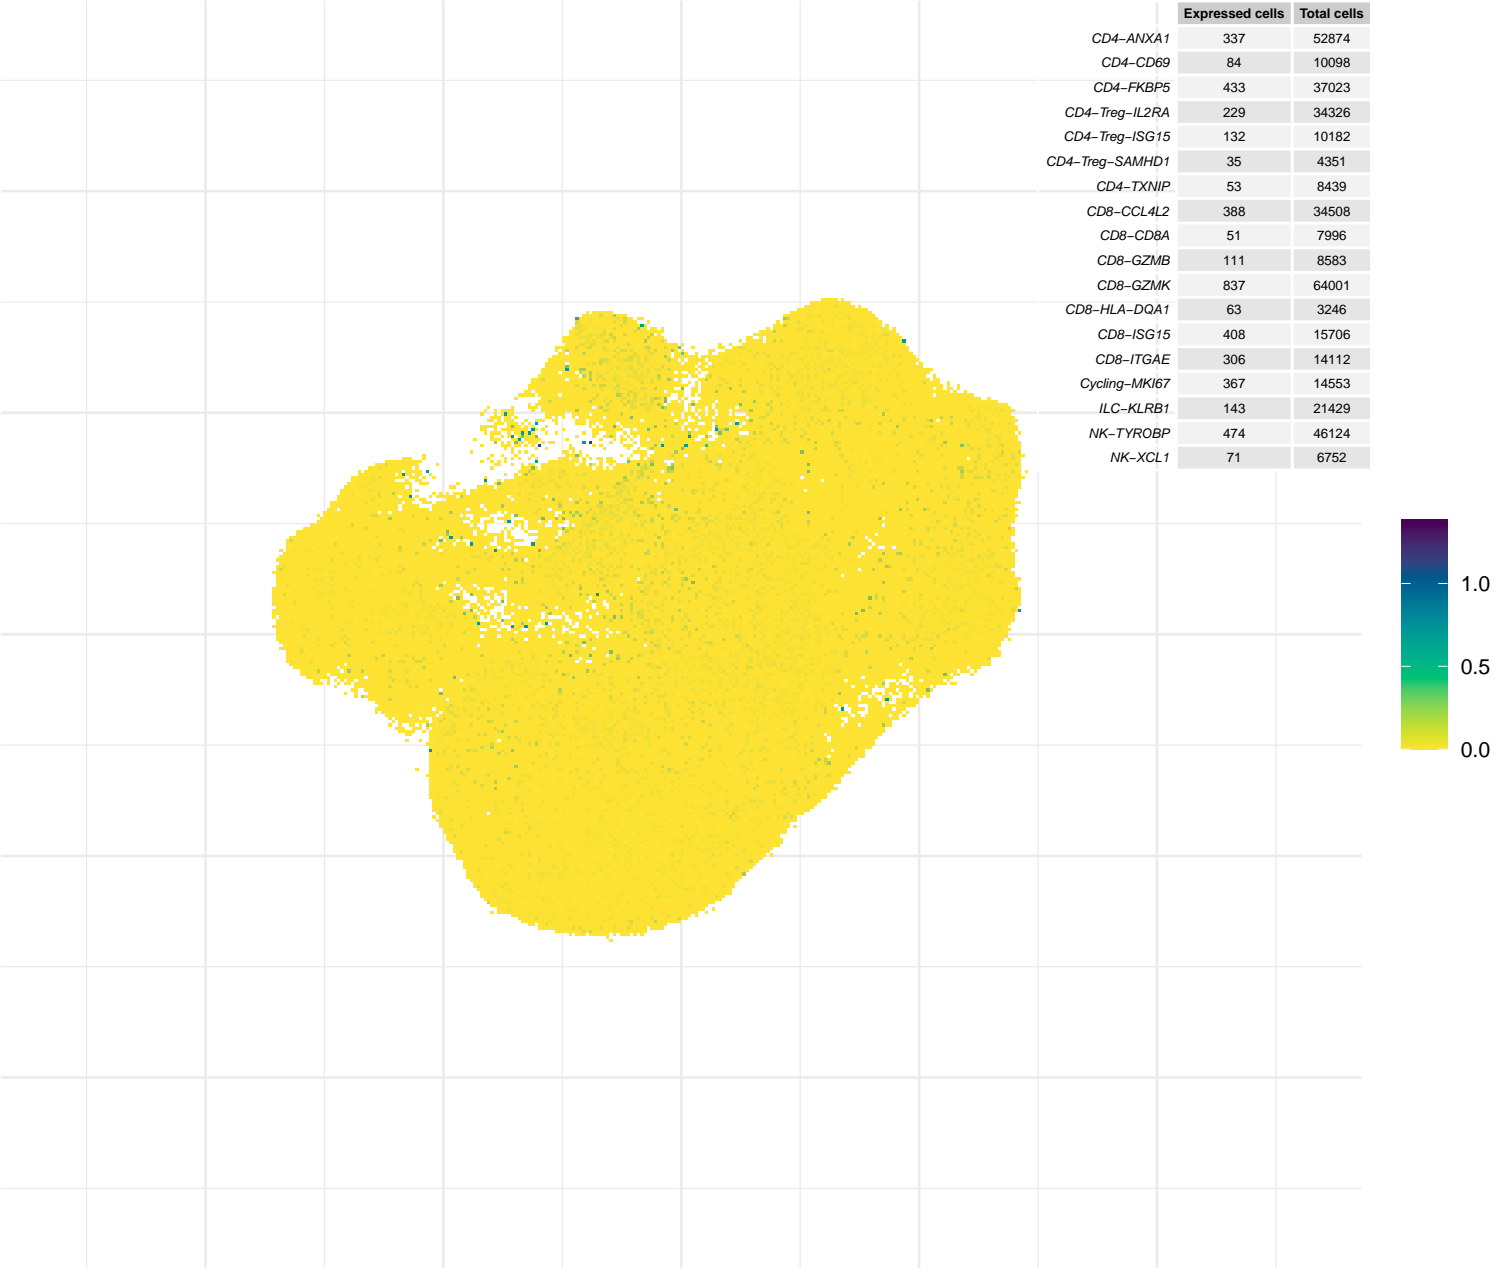 Expressed cells Total cells
CD4−ANXA1 337 52874
CD4−CD69 84 10098
CD4−FKBP5 433 37023
CD4−Treg−IL2RA 229 34326
CD4−Treg−ISG15 132 10182
CD4−Treg−SAMHD1 35 4351
CD4−TXNIP 53 8439
CD8−CCL4L2 388 34508
CD8−CD8A 51 7996
CD8−GZMB 111 8583
CD8−GZMK 837 64001
CD8−HLA−DQA1 63 3246
CD8−ISG15 408 15706
CD8−ITGAE 306 14112
Cycling−MKI67 367 14553
ILC−KLRB1 143 21429
NK−TYROBP 474 46124
NK−XCL1 71 6752
1.0
0.5
0.0